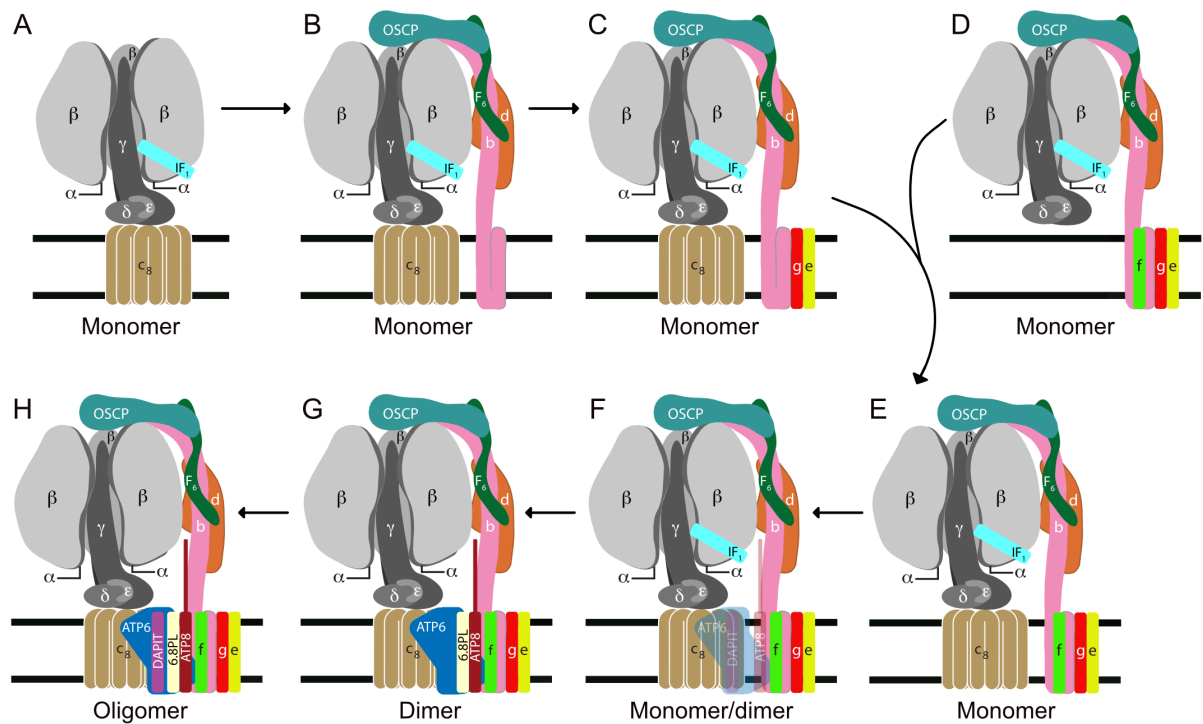 A
β
β
β
γ
IF1
α
α
δ
ε
c8
Monomer
B
OSCP
β
β
β
F6
d
γ
b
IF1
α
α
δ
ε
c8
Monomer
C
OSCP
β
β
β
F6
d
γ
b
IF1
α
α
δ
ε
c8
g
e
Monomer
D
OSCP
β
β
β
F6
d
γ
b
IF1
α
α
δ
ε
f
g
e
Monomer
H
OSCP
β
β
β
F6
d
γ
b
α
α
δ
ε
ATP6
c8
DAPIT
6.8PL
ATP8
f
g
e
Oligomer
G
OSCP
β
β
β
F6
d
γ
b
α
α
δ
ε
ATP6
c8
6.8PL
ATP8
f
g
e
Dimer
F
OSCP
β
β
β
F6
d
γ
b
IF1
α
α
δ
ε
ATP6
c8
DAPIT
ATP8
f
g
e
Monomer/dimer
E
OSCP
β
β
β
F6
d
γ
b
IF1
α
α
δ
ε
c8
f
g
e
Monomer